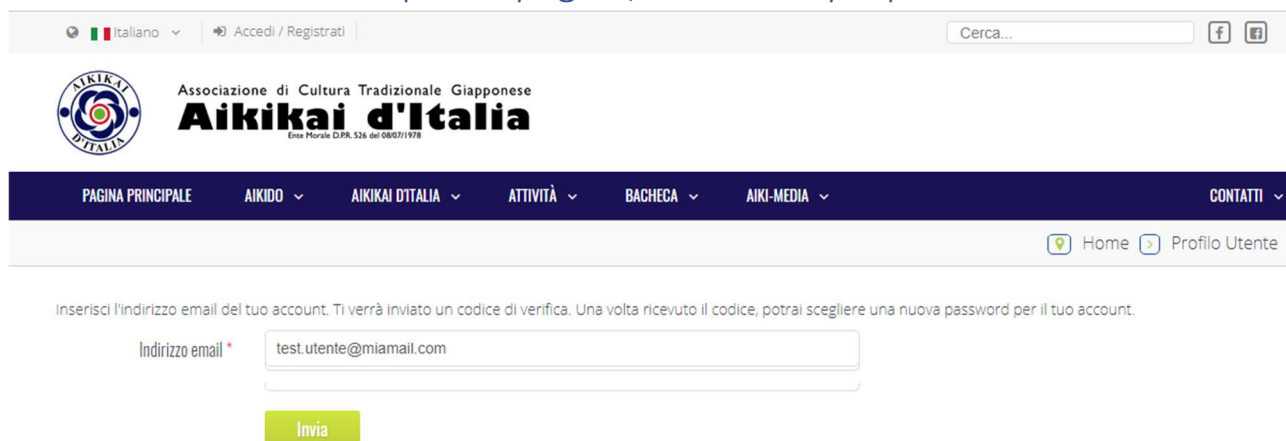 Italiano
Accedi / Registrati
Cerca...
AIKIKAI
D'ITALIA
Associazione di Cultura Tradizionale Giapponese
Aikikai d'Italia
Ente Morale D.P.R. 526 del 08/07/1978
PAGINA PRINCIPALE AIKIDO AIKIKAI D'ITALIA ATTIVITÀ BACHECA AIKI-MEDIA CONTATTI
Home Profilo Utente
Inserisci l'indirizzo email del tuo account. Ti verrà inviato un codice di verifica. Una volta ricevuto il codice, potrai scegliere una nuova password per il tuo account.
Indirizzo email * test.utente@miamail.com
Invia